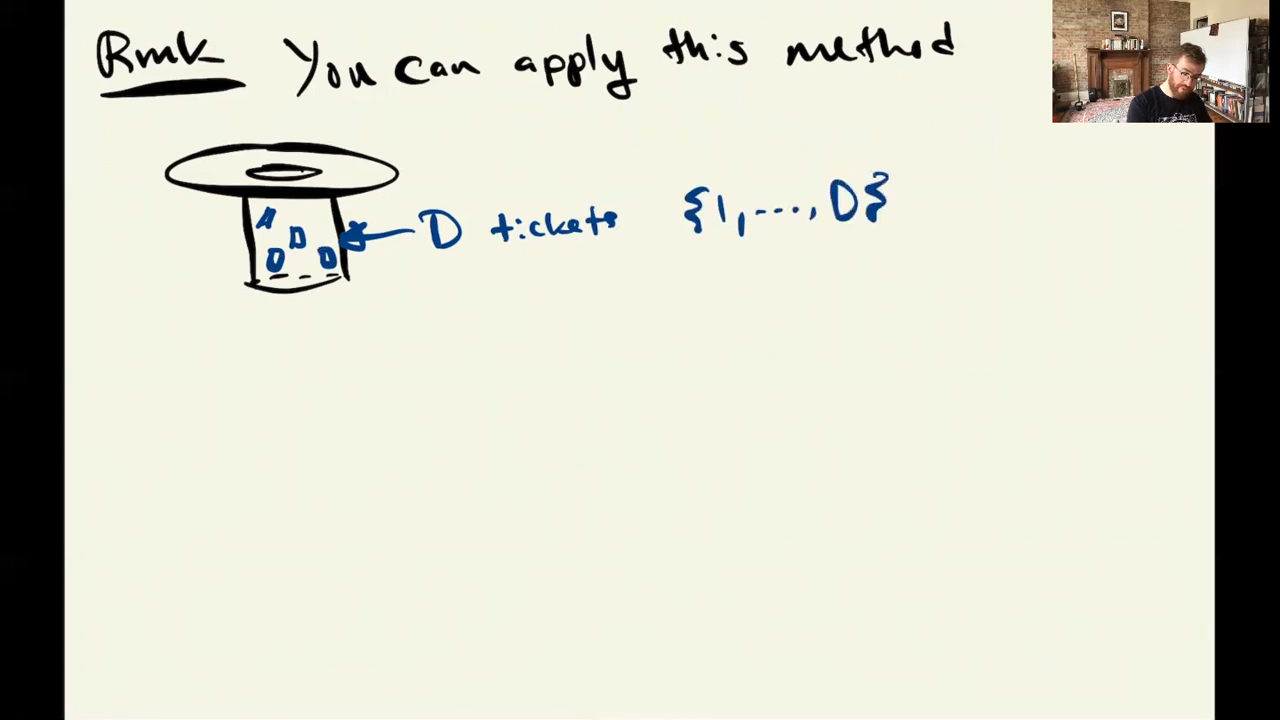 Rmk You can apply this method
D tickets {1,...,D}